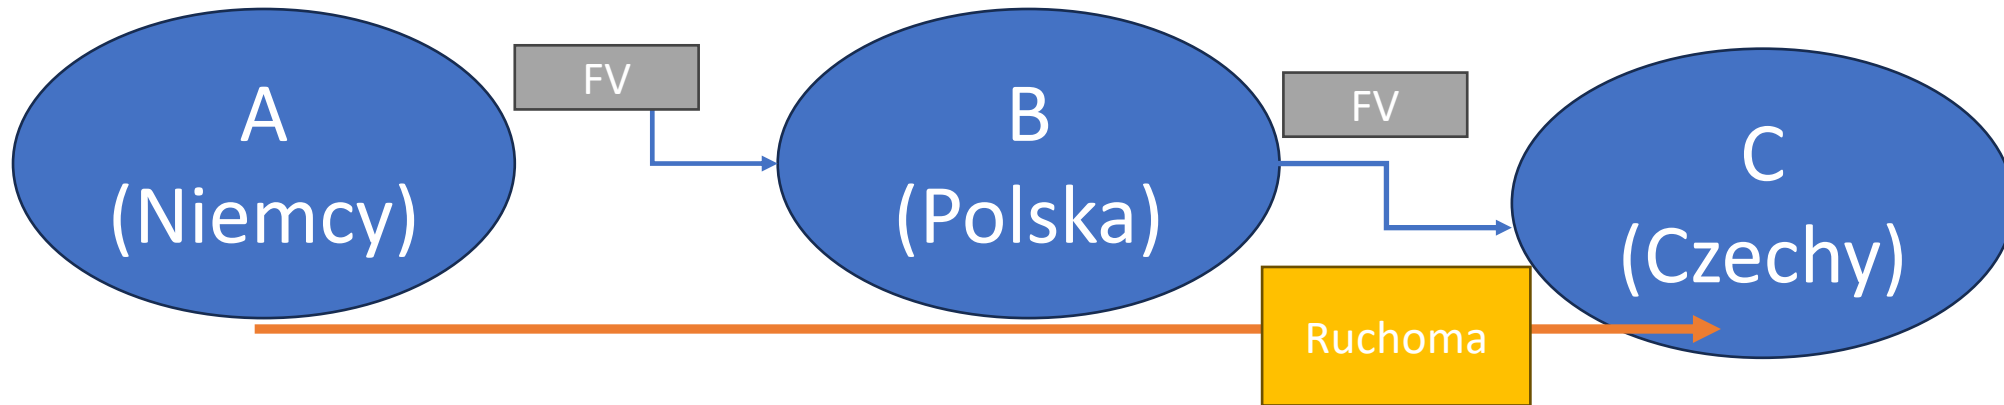 A
(Niemcy)
FV
B
(Polska)
FV
C
(Czechy)
Ruchoma